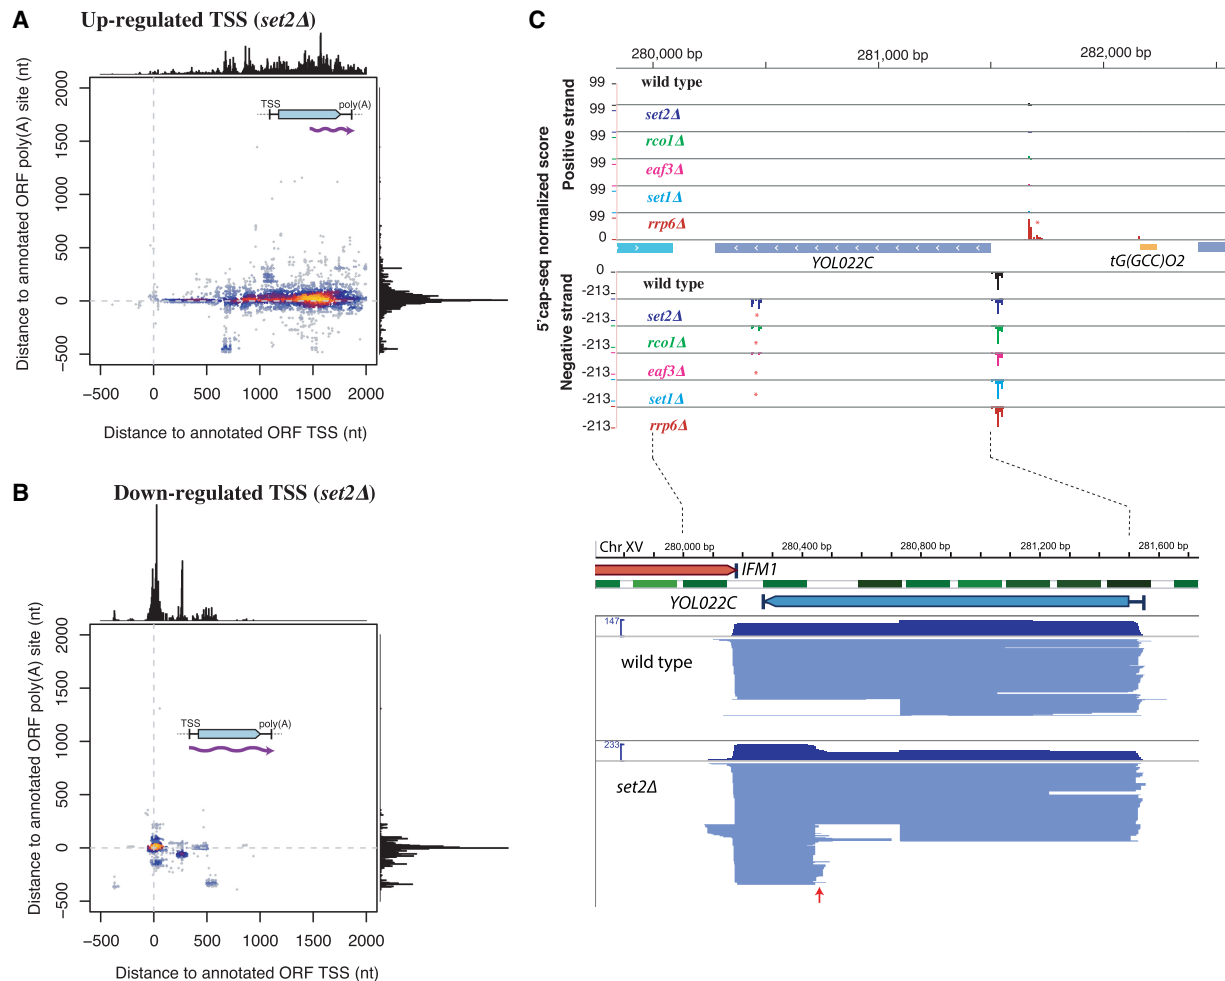 A
Up-regulated TSS (set2Δ)
Distance to annotated ORF poly(A) site (nt)
2000
1500
1000
500
0
−500
TSS
poly(A)
−500 0 500 1000 1500 2000
Distance to annotated ORF TSS (nt)
B
Down-regulated TSS (set2Δ)
Distance to annotated ORF poly(A) site (nt)
2000
1500
1000
500
0
−500
TSS
poly(A)
−500 0 500 1000 1500 2000
Distance to annotated ORF TSS (nt)
C
280,000 bp 281,000 bp 282,000 bp
5'cap-seq normalized score
Positive strand
99 wild type
99 set2Δ
99 rco1Δ
99 eaf3Δ
99 set1Δ
99 rrp6Δ *
0
YOL022C
tG(GCC)O2
Negative strand
0
wild type
-213
set2Δ *
-213
rco1Δ *
-213
eaf3Δ *
-213
set1Δ *
-213
rrp6Δ
-213
Chr XV 280,000 bp 280,400 bp 280,800 bp 281,200 bp 281,600 bp
IFM1
YOL022C
147
wild type
233
set2Δ